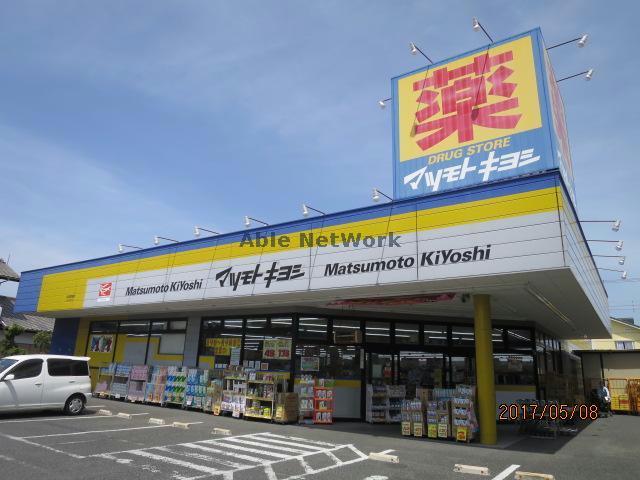 薬
DRUG STORE
マツモト キヨシ
Able NetWork
Matsumoto KiYoshi
マツモト キヨシ
Matsumoto KiYoshi
2017/05/08